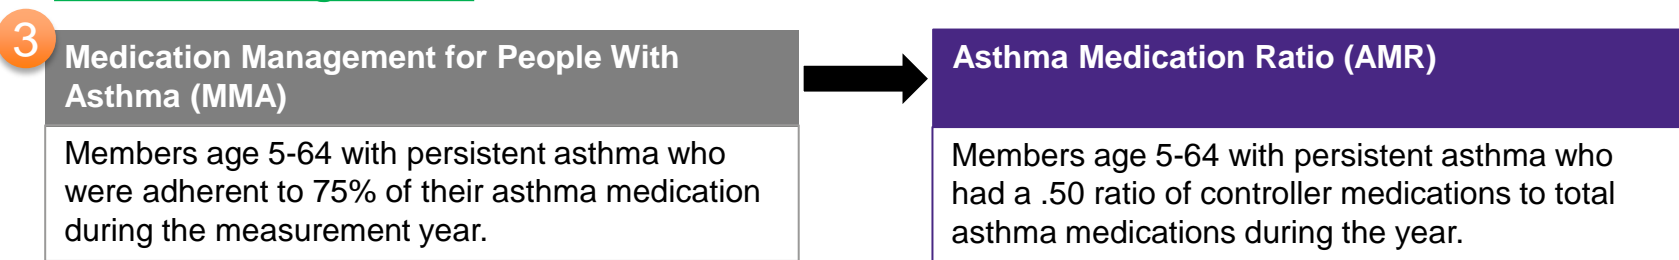 3
Medication Management for People With
Asthma (MMA)
Members age 5-64 with persistent asthma who
were adherent to 75% of their asthma medication
during the measurement year.
Asthma Medication Ratio (AMR)
Members age 5-64 with persistent asthma who
had a .50 ratio of controller medications to total
asthma medications during the year.